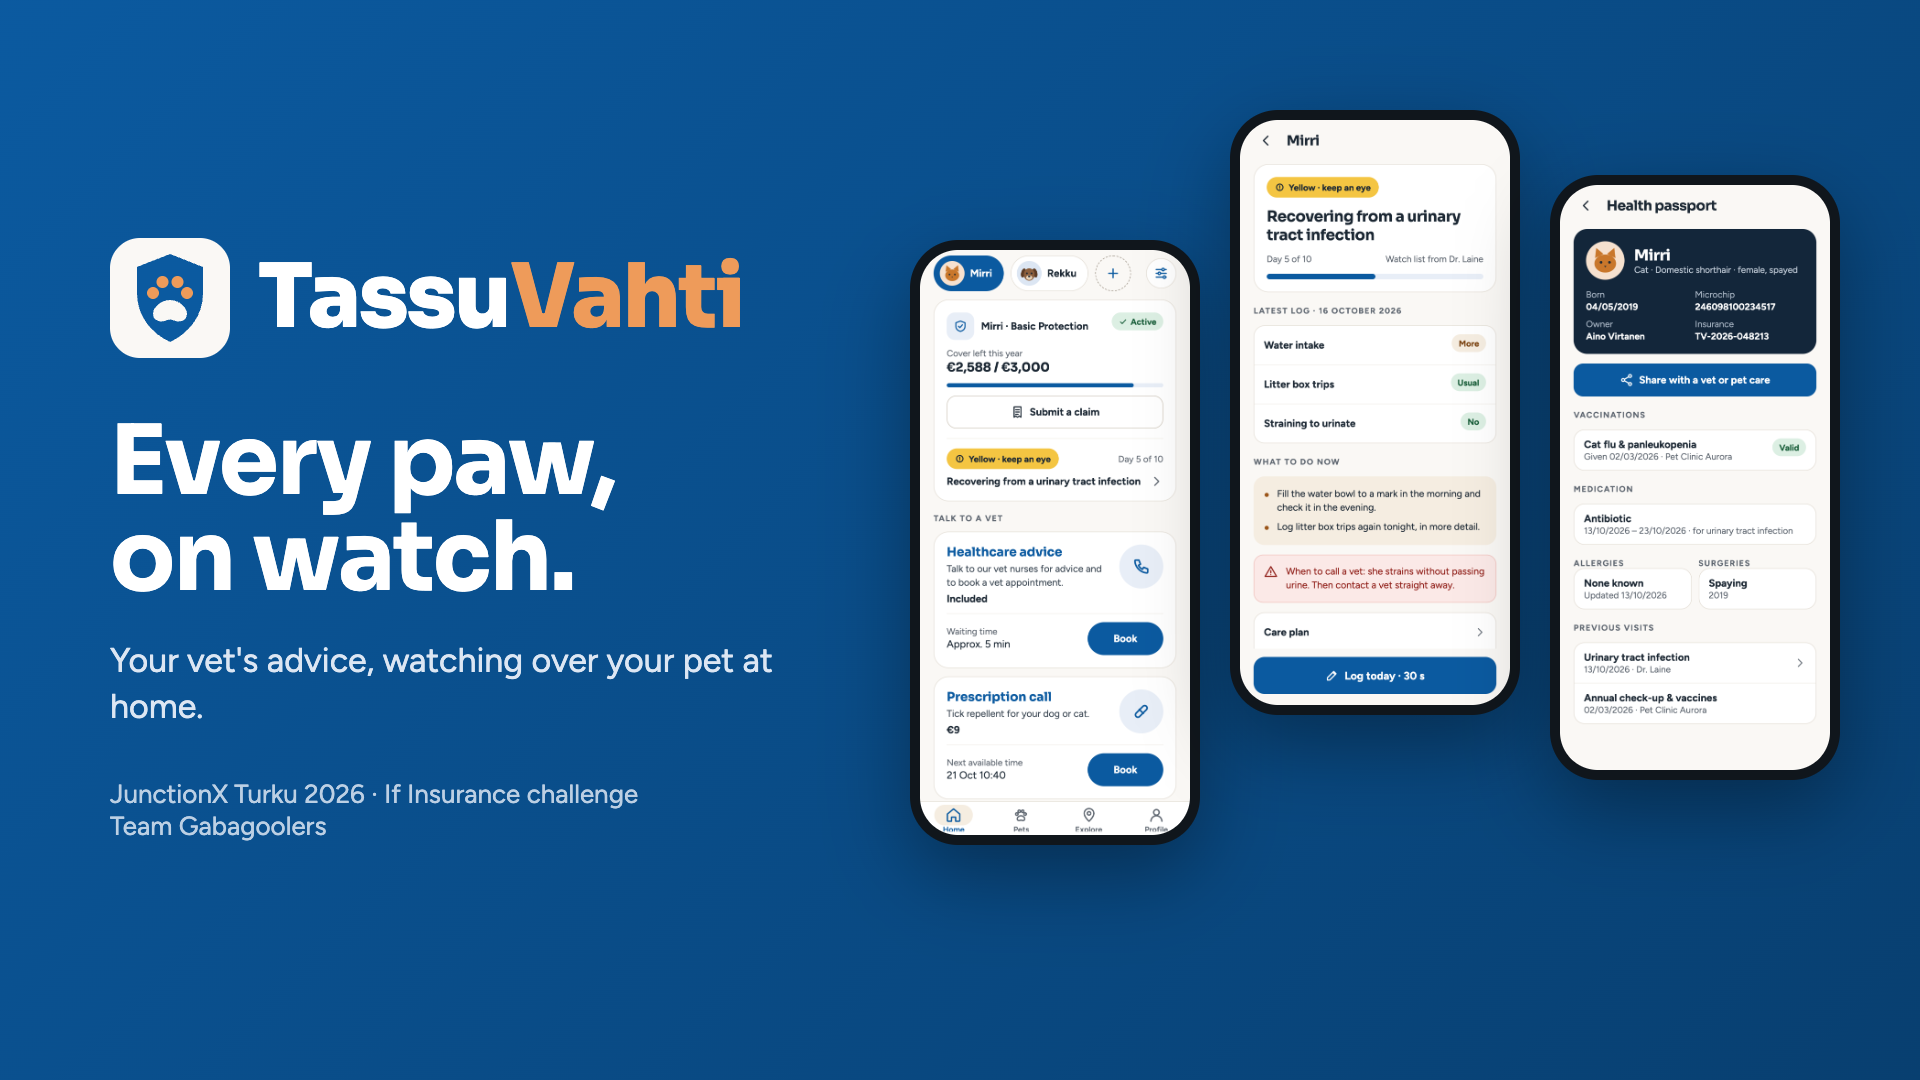 TassuVahti
Every paw,
on watch.
Your vet's advice, watching over your pet at
home.
JunctionX Turku 2026 · If Insurance challenge
Team Gabagoolers
Mirri
Rekku
Mirri · Basic Protection
Active
Cover left this year
€2,588 / €3,000
Submit a claim
Yellow · keep an eye
Day 5 of 10
Recovering from a urinary tract infection
TALK TO A VET
Healthcare advice
Talk to our vet nurses for advice and
to book a vet appointment.
Included
Waiting time
Approx. 5 min
Book
Prescription call
Tick repellent for your dog or cat.
€9
Next available time
21 Oct 10:40
Book
Home
Pets
Explore
Profile
Mirri
Yellow · keep an eye
Recovering from a urinary
tract infection
Day 5 of 10
Watch list from Dr. Laine
LATEST LOG · 16 OCTOBER 2026
Water intake
More
Litter box trips
Usual
Straining to urinate
No
WHAT TO DO NOW
Fill the water bowl to a mark in the morning and
check it in the evening.
Log litter box trips again tonight, in more detail.
When to call a vet: she strains without passing
urine. Then contact a vet straight away.
Care plan
Log today · 30 s
Health passport
Mirri
Cat · Domestic shorthair · female, spayed
Born
04/05/2019
Microchip
246098100234517
Owner
Aino Virtanen
Insurance
TV-2026-048213
Share with a vet or pet care
VACCINATIONS
Cat flu & panleukopenia
Given 02/03/2026 · Pet Clinic Aurora
Valid
MEDICATION
Antibiotic
13/10/2026 – 23/10/2026 · for urinary tract infection
ALLERGIES
None known
Updated 13/10/2026
SURGERIES
Spaying
2019
PREVIOUS VISITS
Urinary tract infection
13/10/2026 · Dr. Laine
Annual check-up & vaccines
02/03/2026 · Pet Clinic Aurora